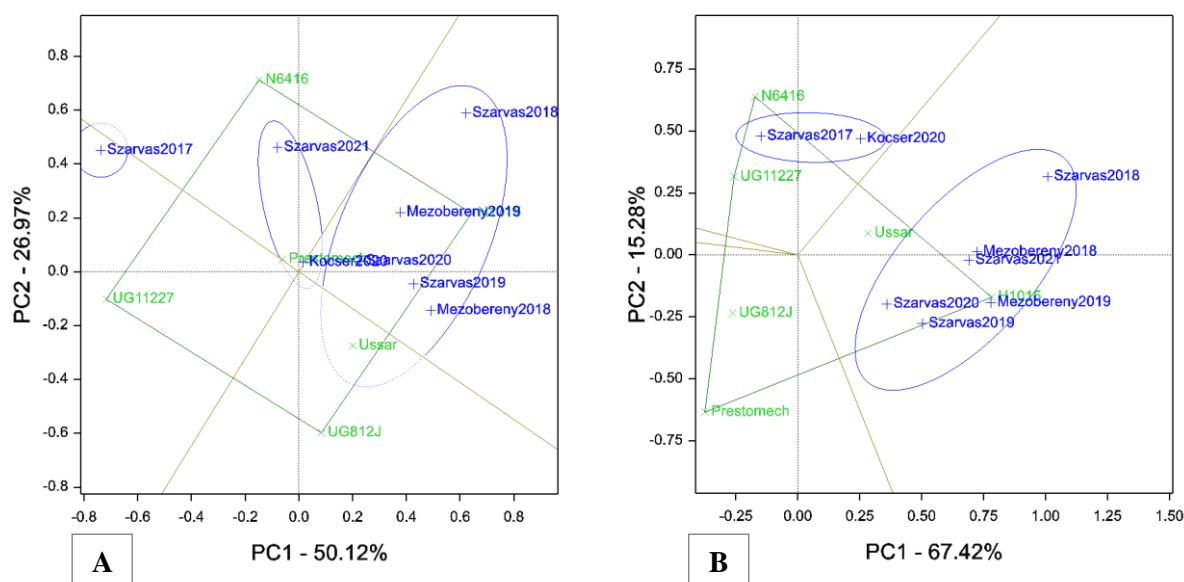 0.8
0.6
0.4
0.2
0.0
-0.2
-0.4
-0.6
-0.8
PC2 - 26.97%
N6416
Szarvas2018
Szarvas2017
Szarvas2021
Mezobereny2019
Kocser2020
Szarvas2020
Szarvas2019
UG11227
Mezobereny2018
Ussar
UG812J
-0.8 -0.6 -0.4 -0.2 0.0 0.2 0.4 0.6 0.8
A
PC1 - 50.12%
0.75
0.50
0.25
0.00
-0.25
-0.50
-0.75
PC2 - 15.28%
N6416
Szarvas2017
Kocser2020
UG11227
Szarvas2018
Ussar
Mezobereny2018
Szarvas2021
H1016
Szarvas2020
Mezobereny2019
UG812J
Szarvas2019
Prestomech
-0.25 0.00 0.25 0.50 0.75 1.00 1.25 1.50
B
PC1 - 67.42%